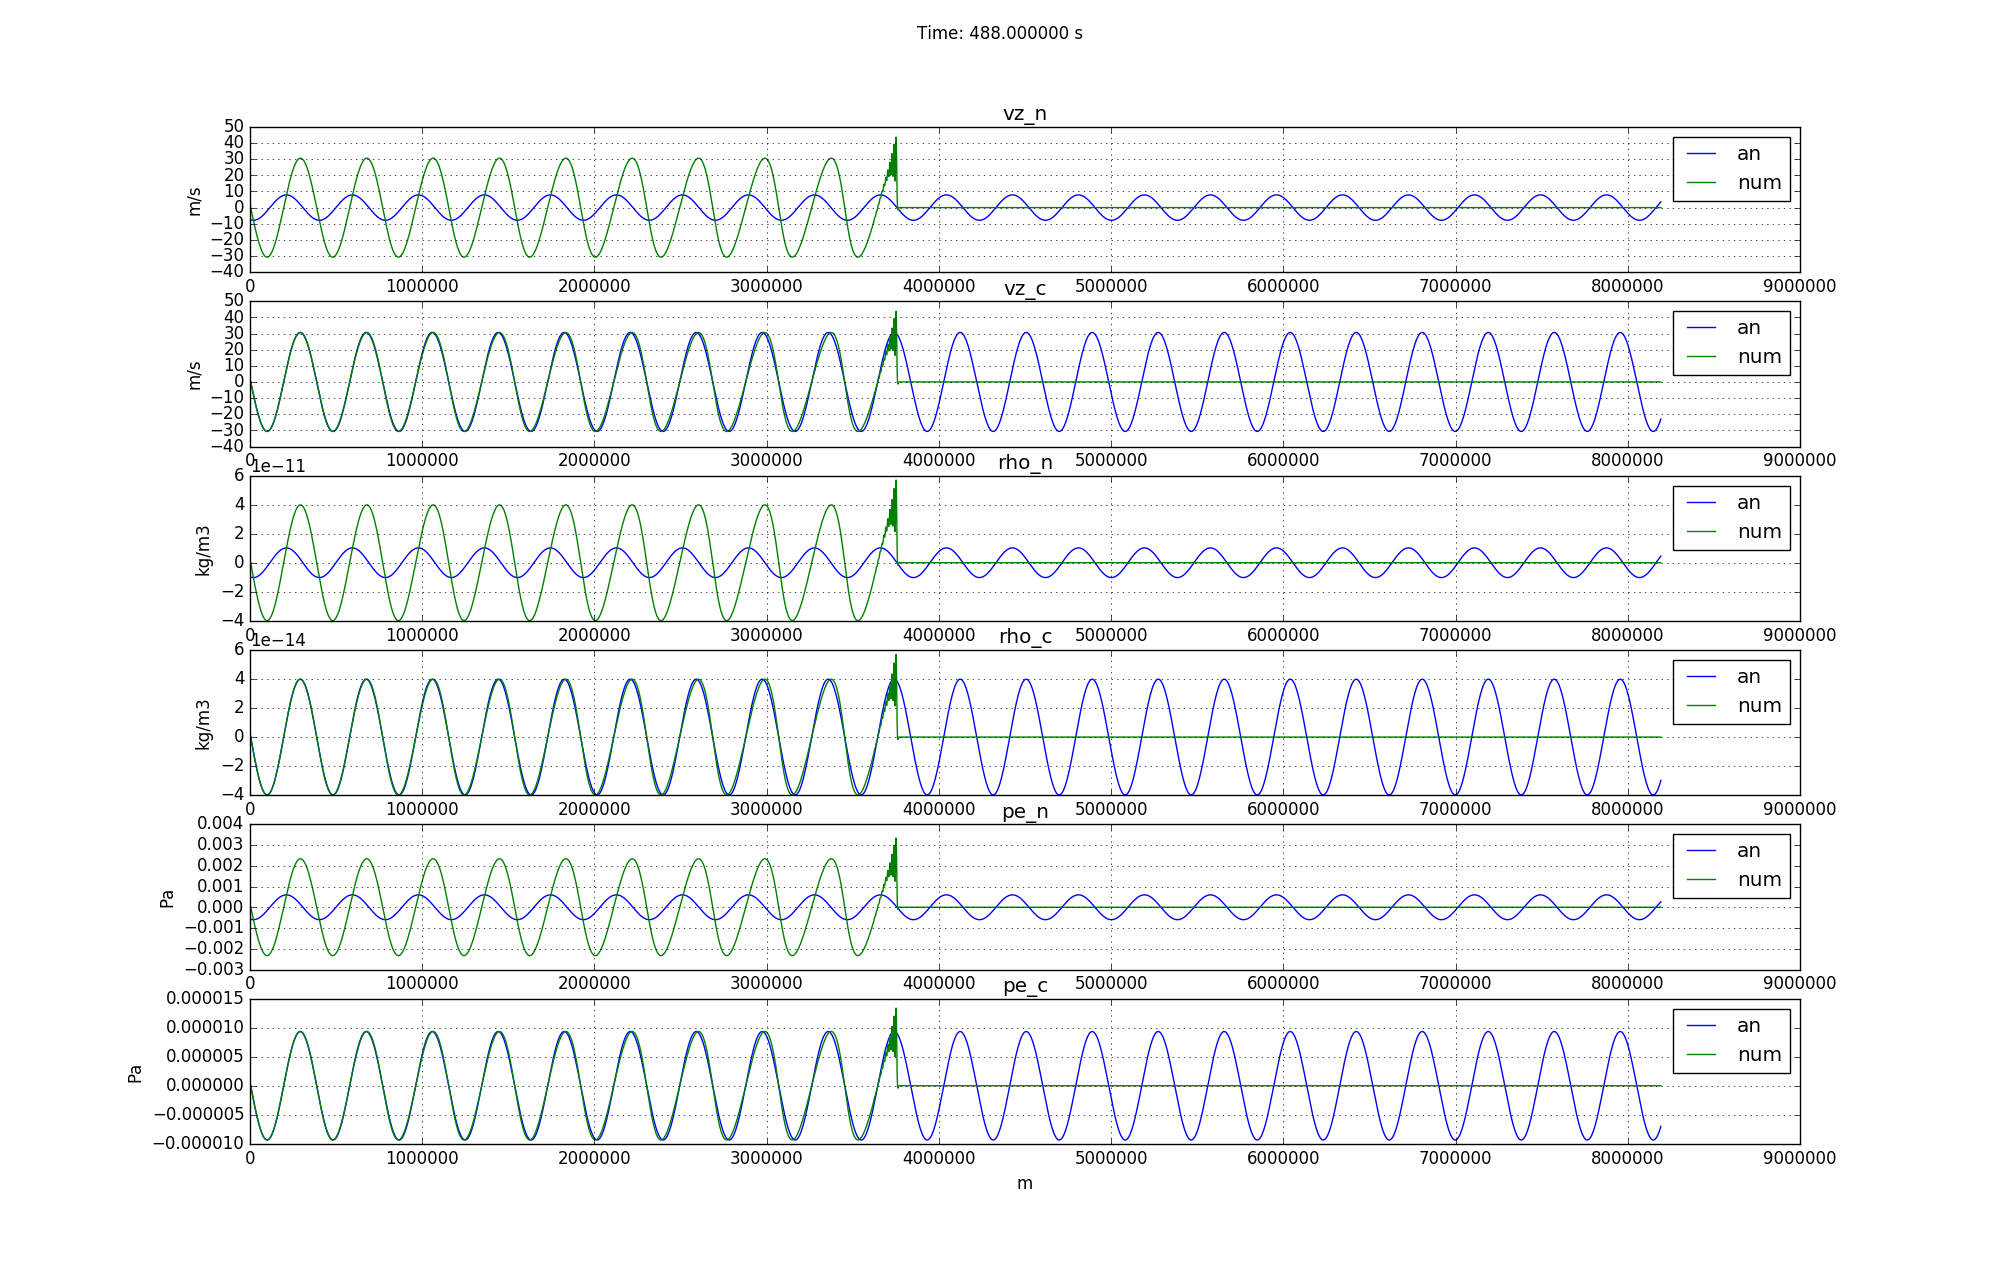 Time: 488.000000 s
vz_n
50
40
30
20
10
0
−10
−20
−30
−40
m/s
an
num
0 1000000 2000000 3000000 4000000 5000000 6000000 7000000 8000000 9000000
vz_c
50
40
30
20
10
0
−10
−20
−30
−40
m/s
an
num
0 1000000 2000000 3000000 4000000 5000000 6000000 7000000 8000000 9000000
1e−11
rho_n
6
4
2
0
−2
−4
kg/m3
an
num
0 1000000 2000000 3000000 4000000 5000000 6000000 7000000 8000000 9000000
1e−14
rho_c
6
4
2
0
−2
−4
kg/m3
an
num
0 1000000 2000000 3000000 4000000 5000000 6000000 7000000 8000000 9000000
pe_n
0.004
0.003
0.002
0.001
0.000
−0.001
−0.002
−0.003
Pa
an
num
0 1000000 2000000 3000000 4000000 5000000 6000000 7000000 8000000 9000000
pe_c
0.000015
0.000010
0.000005
0.000000
−0.000005
−0.000010
Pa
an
num
0 1000000 2000000 3000000 4000000 5000000 6000000 7000000 8000000 9000000
m